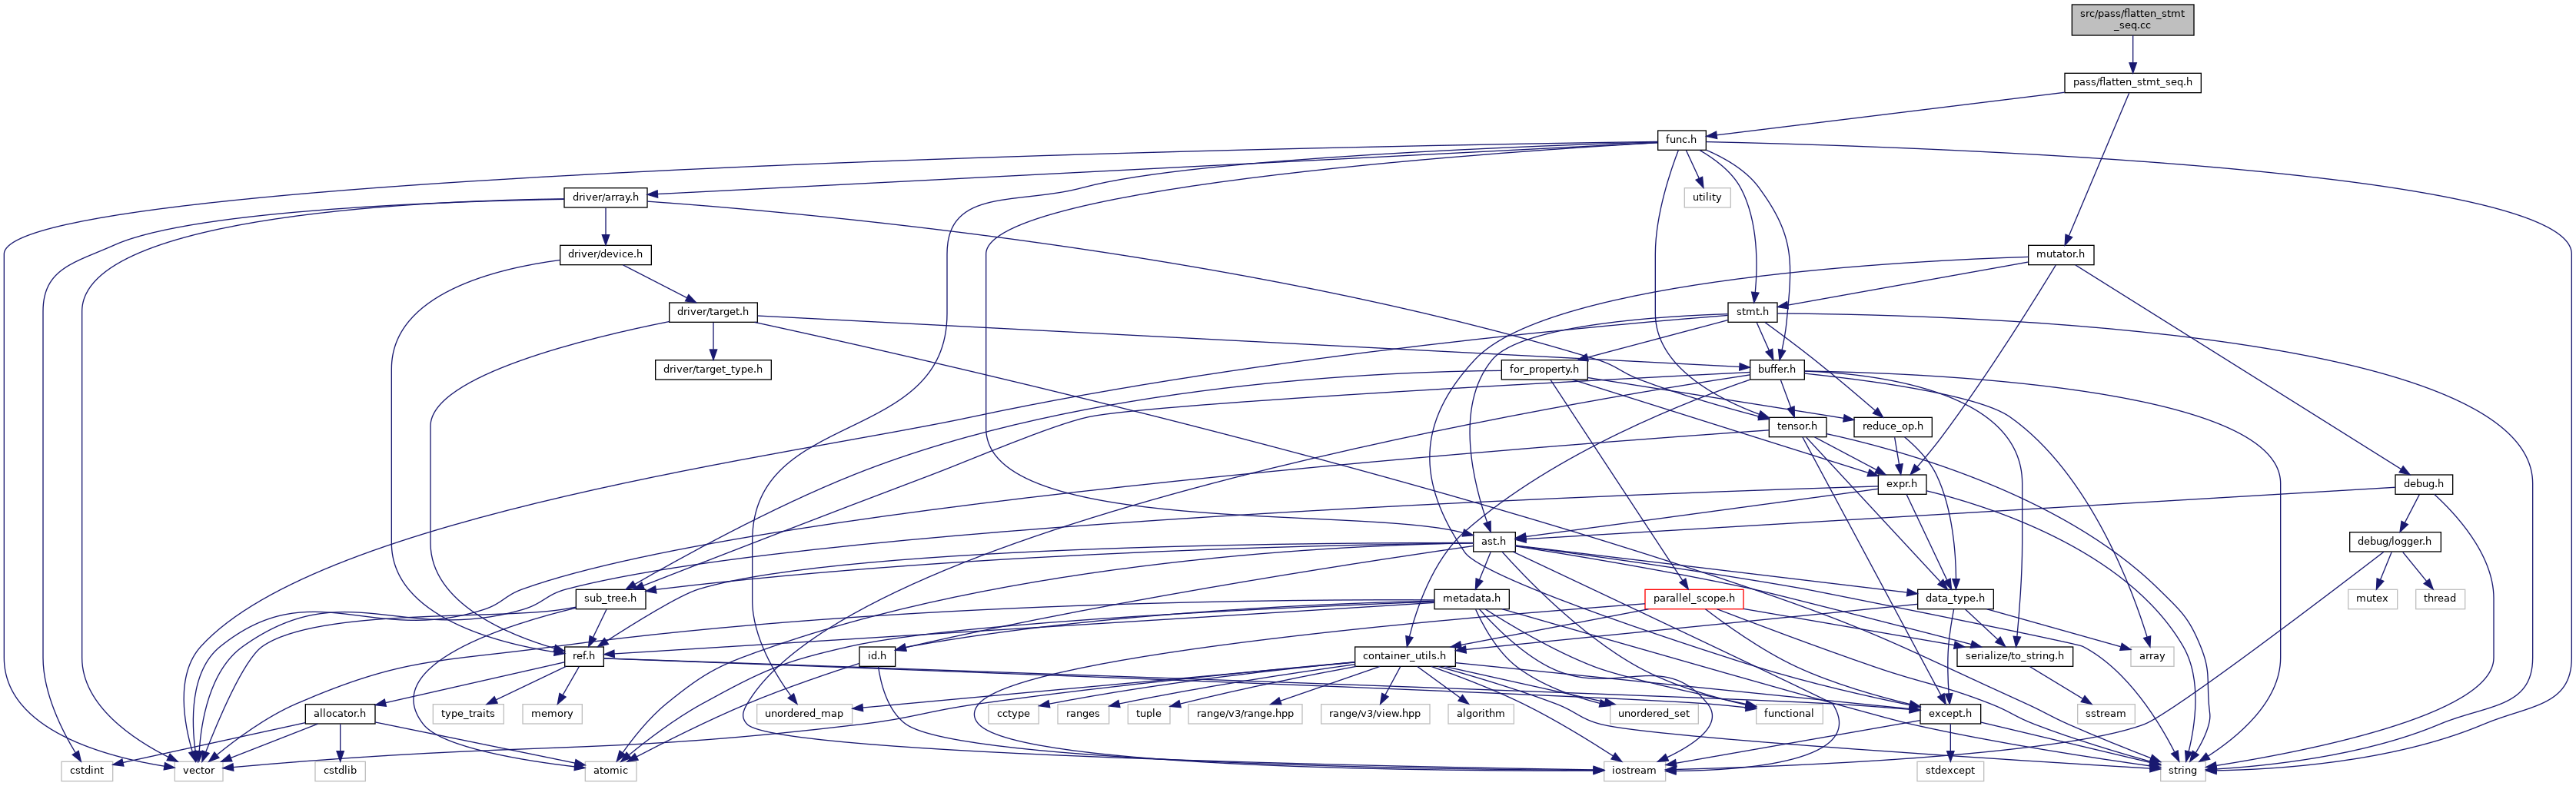 src/pass/flatten_stmt
_seq.cc
pass/flatten_stmt_seq.h
func.h
driver/array.h
utility
driver/device.h
mutator.h
driver/target.h
stmt.h
driver/target_type.h
for_property.h
buffer.h
tensor.h
reduce_op.h
expr.h
debug.h
ast.h
debug/logger.h
sub_tree.h
metadata.h
parallel_scope.h
data_type.h
mutex
thread
ref.h
id.h
container_utils.h
serialize/to_string.h
array
allocator.h
type_traits
memory
unordered_map
cctype
ranges
tuple
range/v3/range.hpp
range/v3/view.hpp
algorithm
unordered_set
functional
except.h
sstream
cstdint
vector
cstdlib
atomic
iostream
stdexcept
string